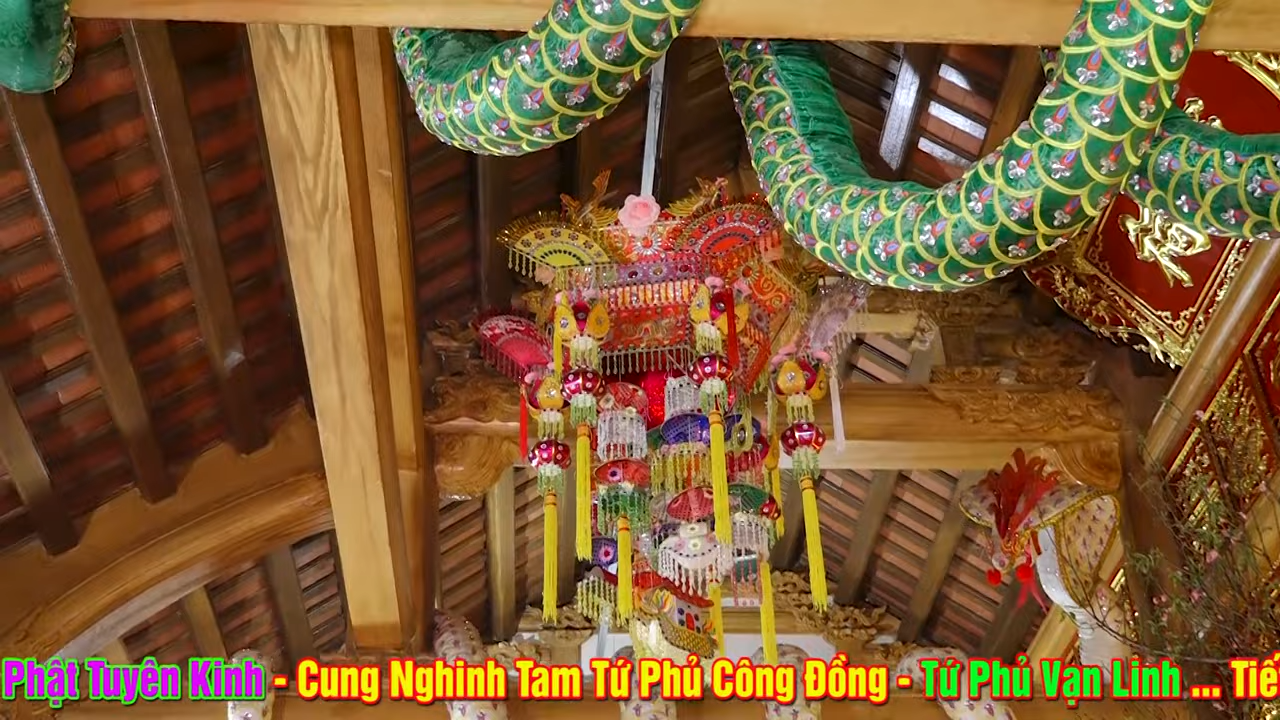 Phật Tuyên Kinh - Cung Nghinh Tam Tứ Phủ Công Đồng - Tứ Phủ Vạn Linh ...